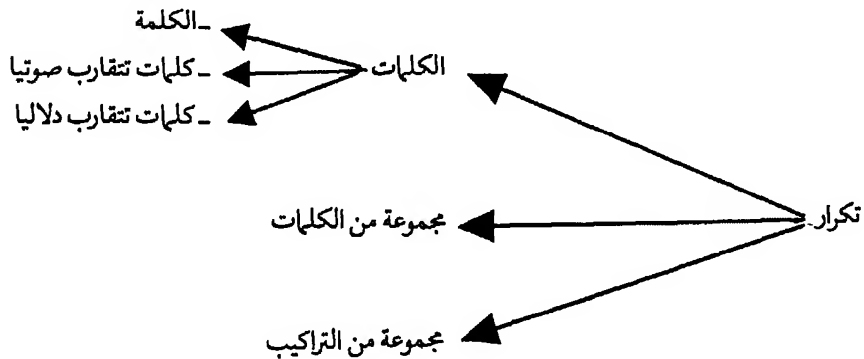 ـ الكلمة
الكلمات
ـ كلمات تتقارب صوتيا
ـ كلمات تتقارب دلاليا
تكرار
مجموعة من الكلمات
مجموعة من التراكيب